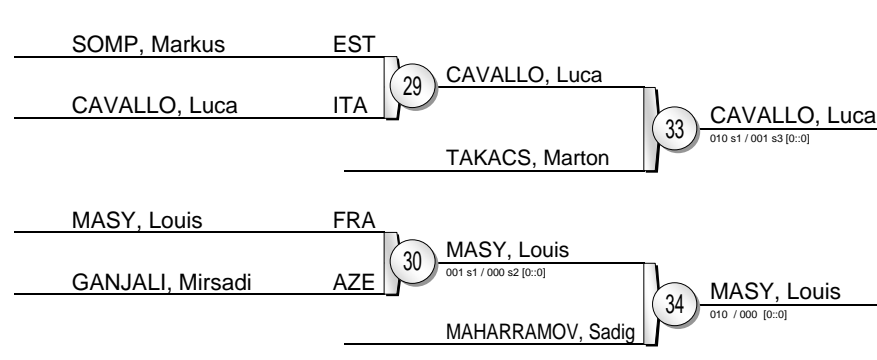 SOMP, Markus EST
CAVALLO, Luca ITA
29
CAVALLO, Luca
TAKACS, Marton
33
CAVALLO, Luca
010 s1 / 001 s3 [0::0]
MASY, Louis FRA
GANJALI, Mirsadi AZE
30
MASY, Louis
001 s1 / 000 s2 [0::0]
MAHARRAMOV, Sadig
34
MASY, Louis
010 / 000 [0::0]